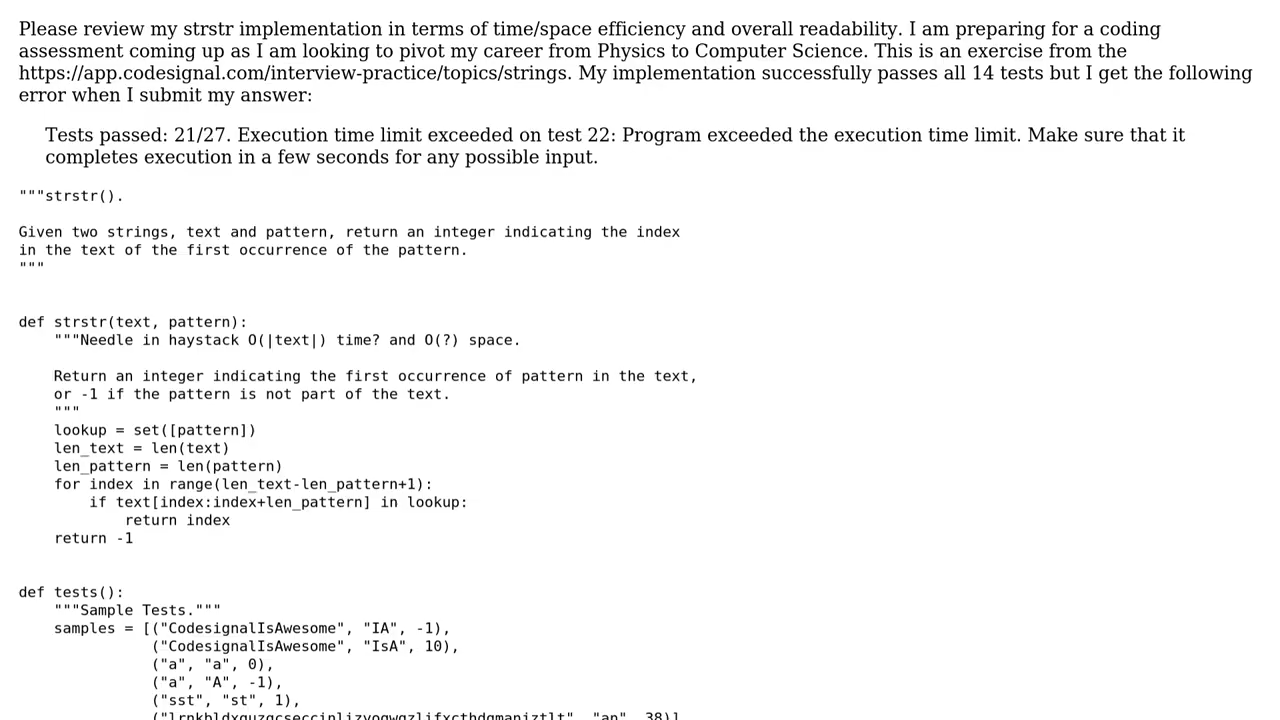 Please review my strstr implementation in terms of time/space efficiency and overall readability. I am preparing for a coding
assessment coming up as I am looking to pivot my career from Physics to Computer Science. This is an exercise from the
https://app.codesignal.com/interview-practice/topics/strings. My implementation successfully passes all 14 tests but I get the following
error when I submit my answer:
Tests passed: 21/27. Execution time limit exceeded on test 22: Program exceeded the execution time limit. Make sure that it
completes execution in a few seconds for any possible input.
"""strstr().
Given two strings, text and pattern, return an integer indicating the index
in the text of the first occurrence of the pattern.
"""
def strstr(text, pattern):
    """Needle in haystack O(|text|) time? and O(?) space.
    Return an integer indicating the first occurrence of pattern in the text,
    or -1 if the pattern is not part of the text.
    """
    lookup = set([pattern])
    len_text = len(text)
    len_pattern = len(pattern)
    for index in range(len_text-len_pattern+1):
        if text[index:index+len_pattern] in lookup:
            return index
    return -1
def tests():
    """Sample Tests."""
    samples = [("CodesignalIsAwesome", "IA", -1),
               ("CodesignalIsAwesome", "IsA", 10),
               ("a", "a", 0),
               ("a", "A", -1),
               ("sst", "st", 1),